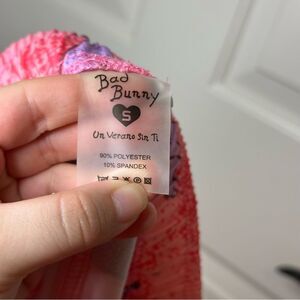 Bad
Bunny
S
Un Verano Sin Ti
90% POLYESTER
10% SPANDEX